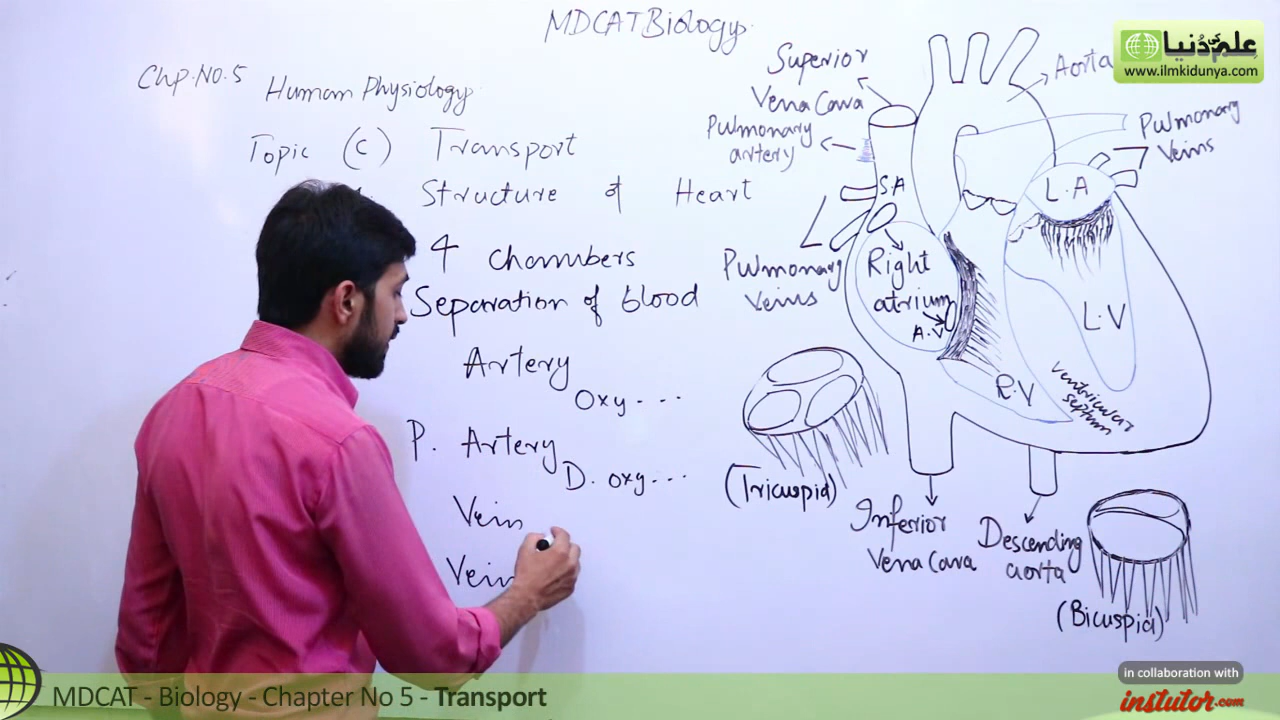 MDCAT Biology
Chp. No. 5
Human Physiology
Topic (c) Transport
Structure of Heart
4 chambers
Separation of blood
Artery
Oxy ---
P. Artery
D. oxy ---
Vein
Vein
Superior
Vena Cava
Pulmonary
artery
Aorta
Pulmonary
Veins
S.A
L.A
Pulmonary
Veins
Right
atrium
A.V
L.V
R.V
ventricular
septum
(Tricuspid)
Inferior
Vena Cava
Descending
aorta
(Bicuspid)
علم کی دُنیا
www.ilmkidunya.com
MDCAT - Biology - Chapter No 5 - Transport
in collaboration with
instutor.com